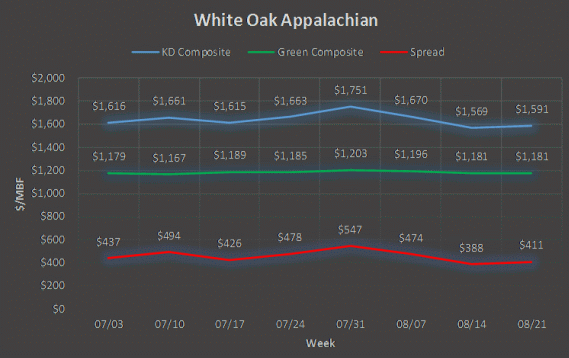 White Oak Appalachian
KD Composite Green Composite Spread
$2,000
$1,800
$1,600
$1,400
$1,200
$1,000
$800
$600
$400
$200
$0
$/MBF
$1,616 $1,661 $1,615 $1,663 $1,751 $1,670 $1,569 $1,591
$1,179 $1,167 $1,189 $1,185 $1,203 $1,196 $1,181 $1,181
$437 $494 $426 $478 $547 $474 $388 $411
07/03 07/10 07/17 07/24 07/31 08/07 08/14 08/21
Week